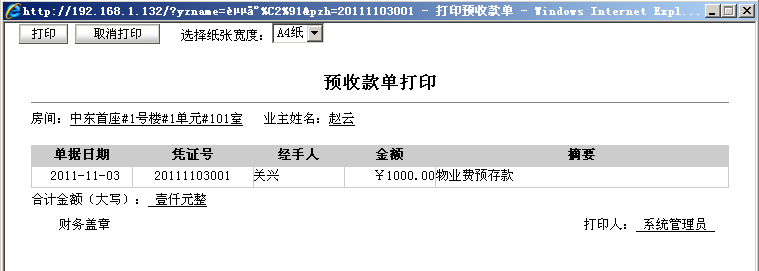 http://192.168.1.132/?yzname=èµµä°%C2%91&pzh=20111103001 - 打印预收款单 - Windows Internet Expl...
打印 取消打印 选择纸张宽度： A4纸
预收款单打印
房间：中东首座#1号楼#1单元#101室 业主姓名：赵云
单据日期 凭证号 经手人 金额 摘要
2011-11-03 20111103001 关兴 ￥1000.00 物业费预存款
合计金额（大写）： 壹仟元整
财务盖章 打印人： 系统管理员